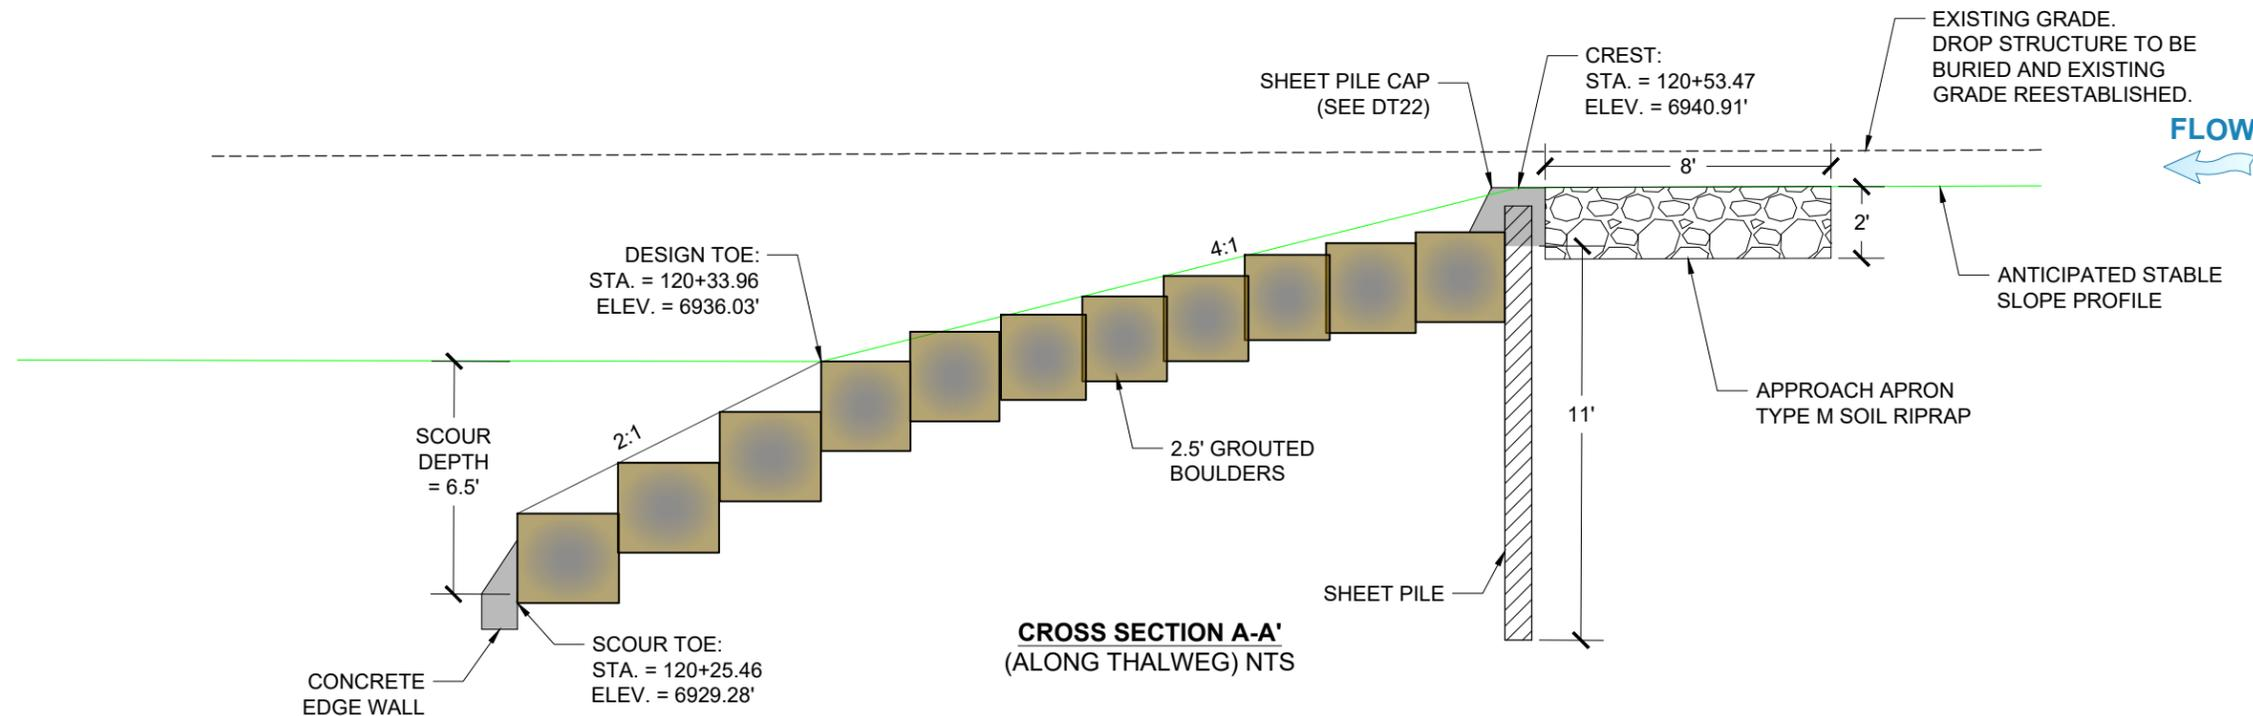 EXISTING GRADE.
DROP STRUCTURE TO BE
BURIED AND EXISTING
GRADE REESTABLISHED.
FLOW
CREST:
STA. = 120+53.47
ELEV. = 6940.91'
SHEET PILE CAP
(SEE DT22)
8'
2'
4:1
DESIGN TOE:
STA. = 120+33.96
ELEV. = 6936.03'
ANTICIPATED STABLE
SLOPE PROFILE
APPROACH APRON
TYPE M SOIL RIPRAP
11'
2:1
SCOUR
DEPTH
= 6.5'
2.5' GROUTED
BOULDERS
SHEET PILE
CROSS SECTION A-A'
(ALONG THALWEG) NTS
SCOUR TOE:
STA. = 120+25.46
ELEV. = 6929.28'
CONCRETE
EDGE WALL